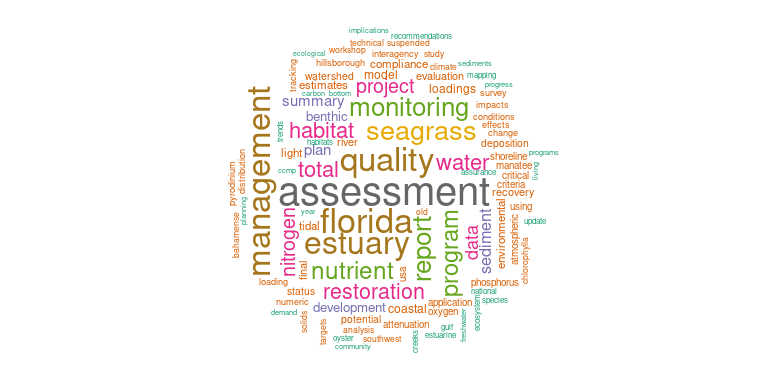 implications
recommendations
technical suspended
workshop
ecological
interagency study
hillsborough
compliance
climate
sediments
tracking
watershed
model
evaluation
mapping
estimates
project
loadings
progress
carbon bottom
survey
management
summary
monitoring
impacts
benthic
conditions
trends
habitat
seagrass
effects
change
habitats
river
deposition
light
plan
quality
water
shoreline
programs
pyrodinium
distribution
ccmp
total
manatee
living
assurance
critical
criteria
assessment
recovery
planning
year
florida
old
using
bahamense
nitrogen
tidal
report
program
data
sediment
environmental
atmospheric
update
estuary
chlorophyll
final
nutrient
usa
loading
phosphorus
status
restoration
national
numeric
application
species
demand
development
coastal
oxygen
freshwater
ecosystem
solids
targets
potential
attenuation
gulf
analysis
estuarine
oyster
southwest
creeks
community